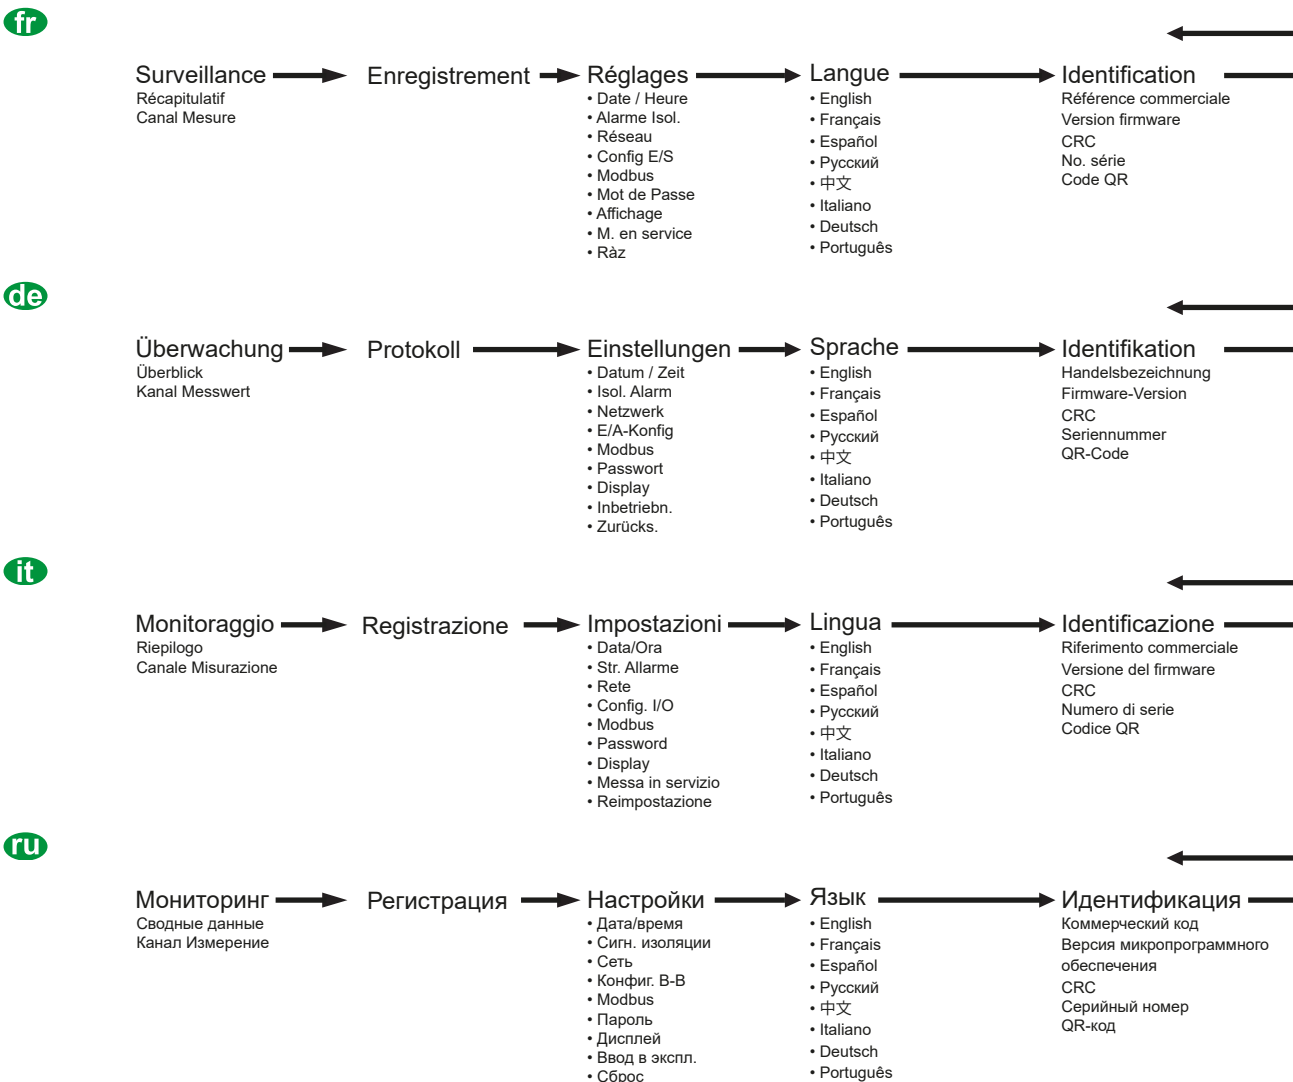 fr
Surveillance
Récapitulatif
Canal Mesure
Enregistrement
Réglages
• Date / Heure
• Alarme Isol.
• Réseau
• Config E/S
• Modbus
• Mot de Passe
• Affichage
• M. en service
• Ràz
Langue
• English
• Français
• Español
• Русский
• 中文
• Italiano
• Deutsch
• Português
Identification
Référence commerciale
Version firmware
CRC
No. série
Code QR
de
Überwachung
Überblick
Kanal Messwert
Protokoll
Einstellungen
• Datum / Zeit
• Isol. Alarm
• Netzwerk
• E/A-Konfig
• Modbus
• Passwort
• Display
• Inbetriebn.
• Zurücks.
Sprache
• English
• Français
• Español
• Русский
• 中文
• Italiano
• Deutsch
• Português
Identifikation
Handelsbezeichnung
Firmware-Version
CRC
Seriennummer
QR-Code
it
Monitoraggio
Riepilogo
Canale Misurazione
Registrazione
Impostazioni
• Data/Ora
• Str. Allarme
• Rete
• Config. I/O
• Modbus
• Password
• Display
• Messa in servizio
• Reimpostazione
Lingua
• English
• Français
• Español
• Русский
• 中文
• Italiano
• Deutsch
• Português
Identificazione
Riferimento commerciale
Versione del firmware
CRC
Numero di serie
Codice QR
ru
Мониторинг
Сводные данные
Канал Измерение
Регистрация
Настройки
• Дата/время
• Сигн. изоляции
• Сеть
• Конфиг. В-В
• Modbus
• Пароль
• Дисплей
• Ввод в экспл.
• Сброс
Язык
• English
• Français
• Español
• Русский
• 中文
• Italiano
• Deutsch
• Português
Идентификация
Коммерческий код
Версия микропрограммного
обеспечения
CRC
Серийный номер
QR-код